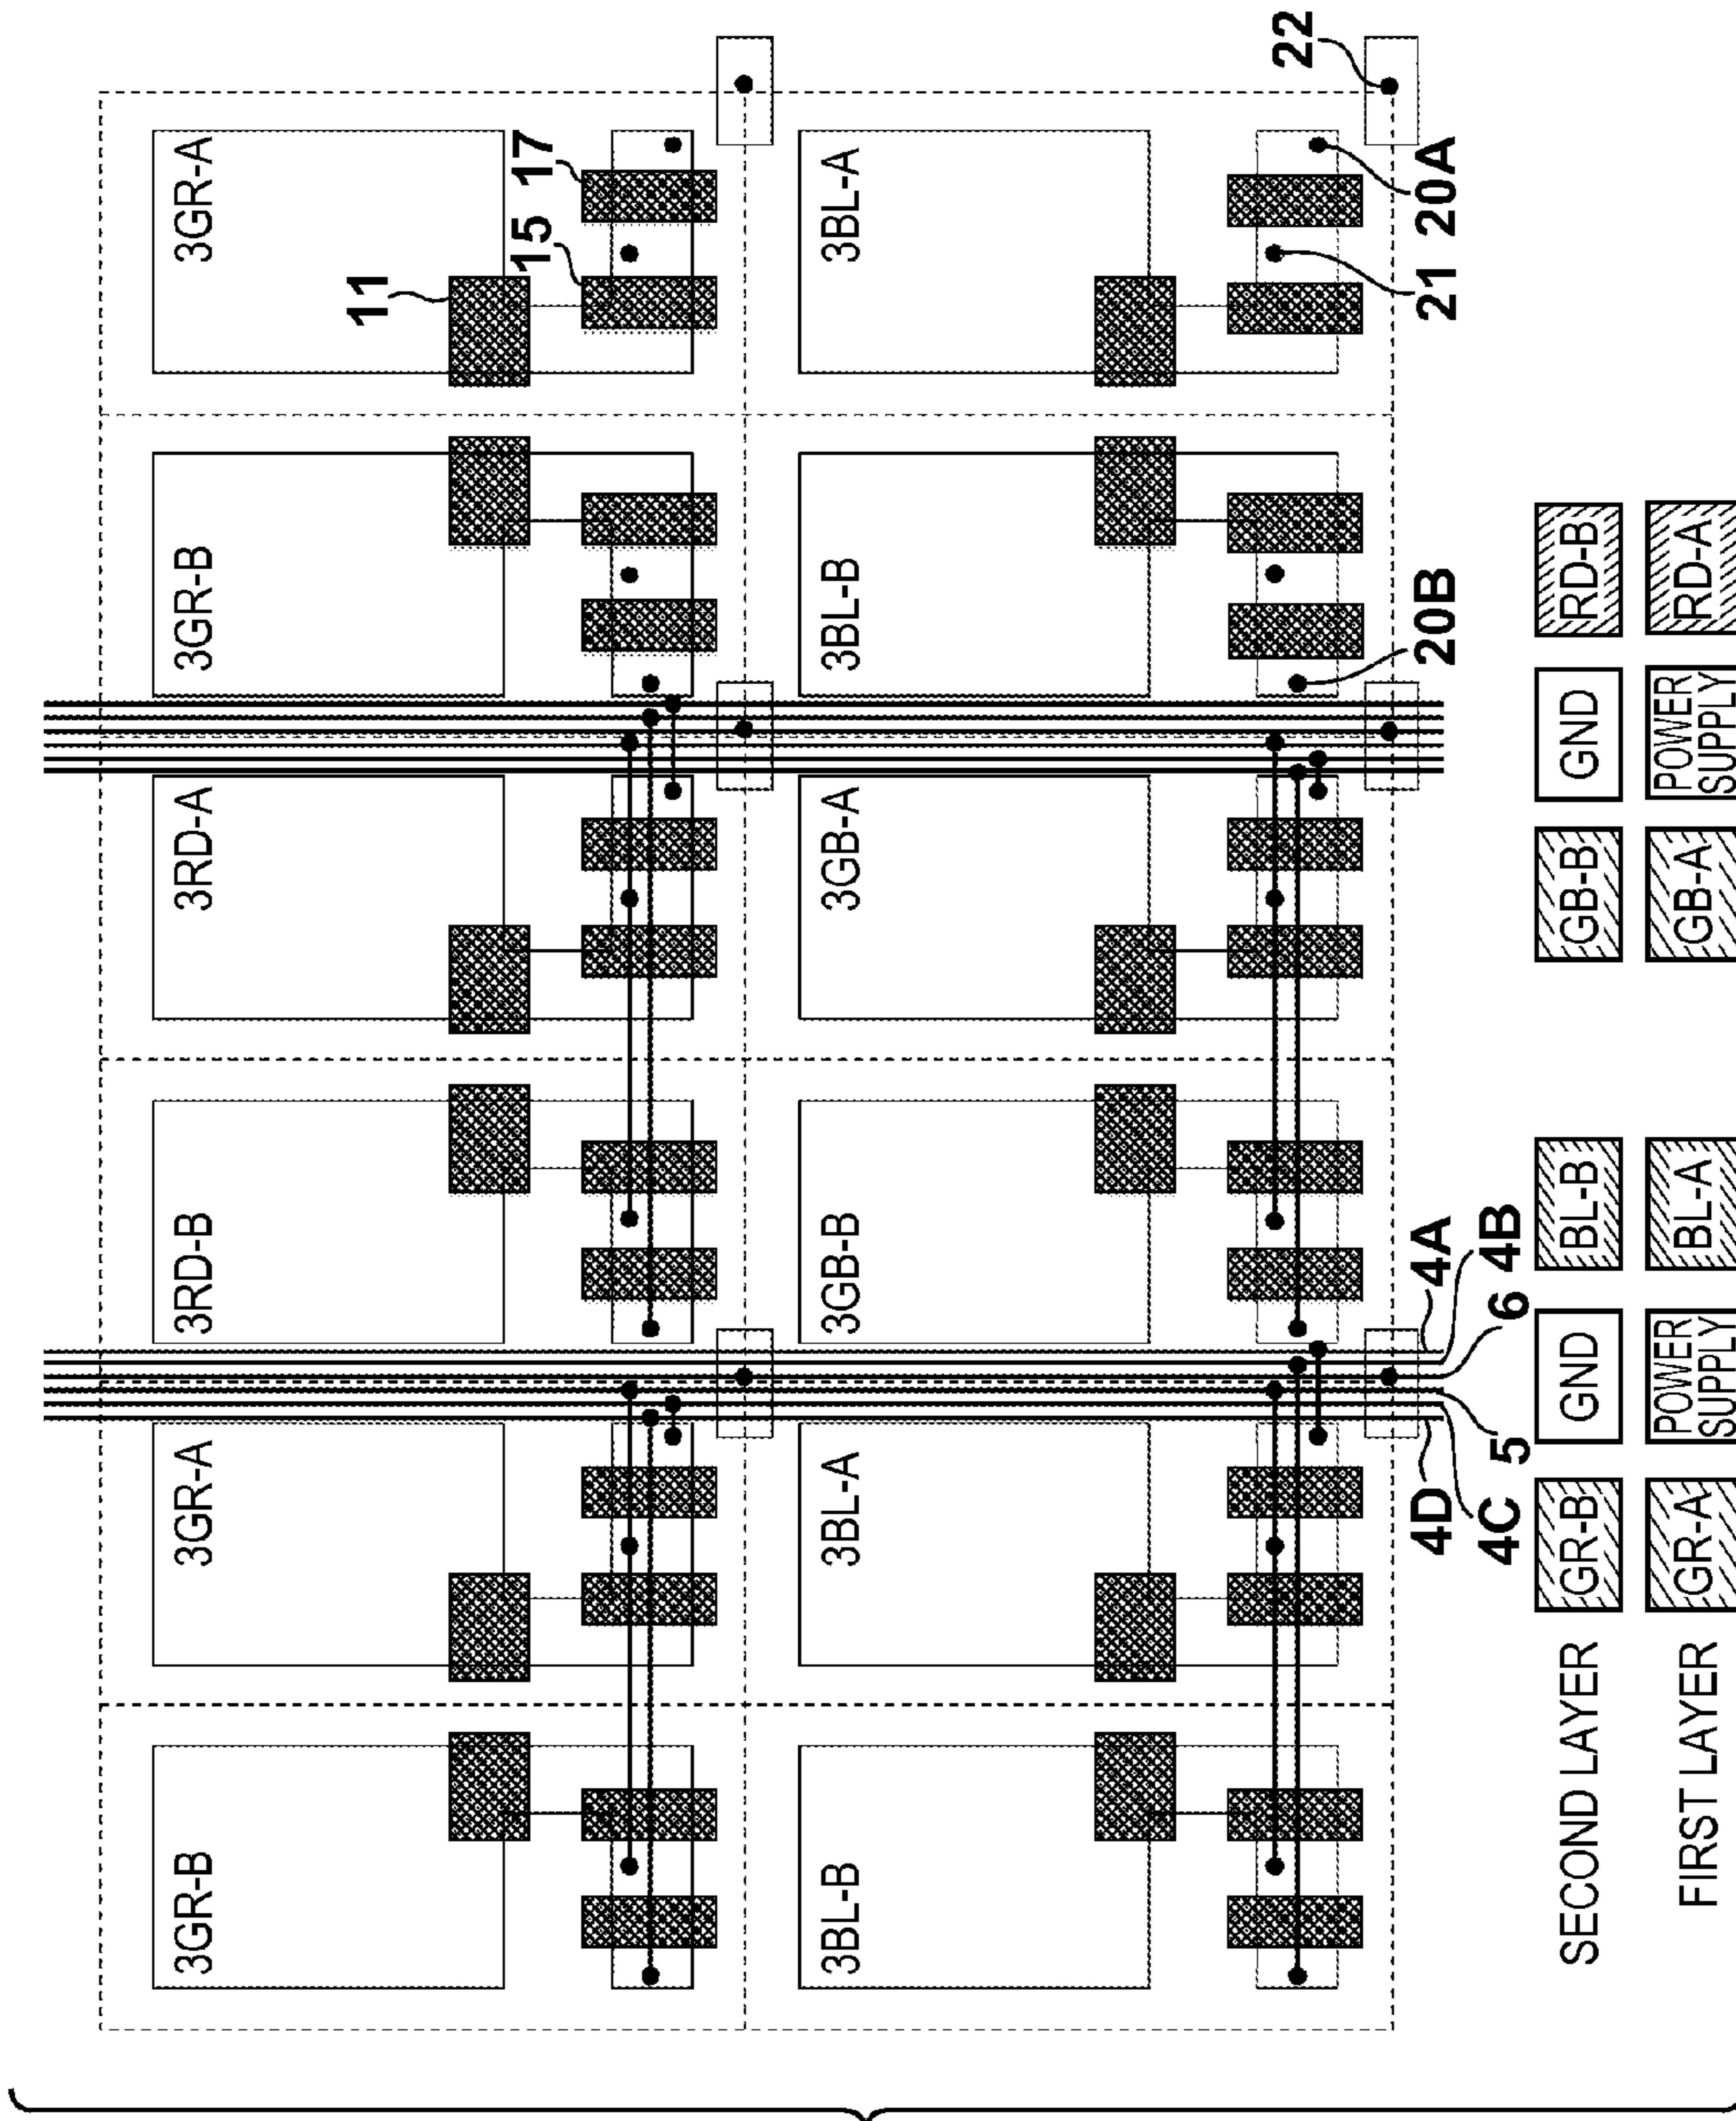 3GR-B
3GR-A
3RD-B
3RD-A
3GR-B
3GR-A
11
15
17
3BL-B
3BL-A
3GB-B
3GB-A
3BL-B
3BL-A
22
4D
4A
20B
21
20A
4C
5
6
4B
SECOND LAYER
GR-B
GND
BL-B
GB-B
GND
RD-B
FIRST LAYER
GR-A
POWER
SUPPLY
BL-A
GB-A
POWER
SUPPLY
RD-A